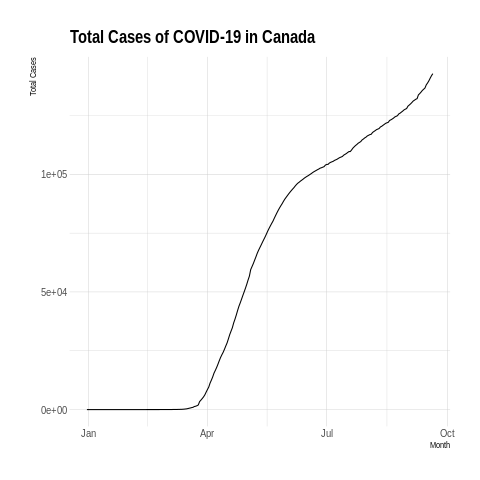 Total Cases of COVID-19 in Canada
Total Cases
1e+05
5e+04
0e+00
Jan Apr Jul Oct
Month